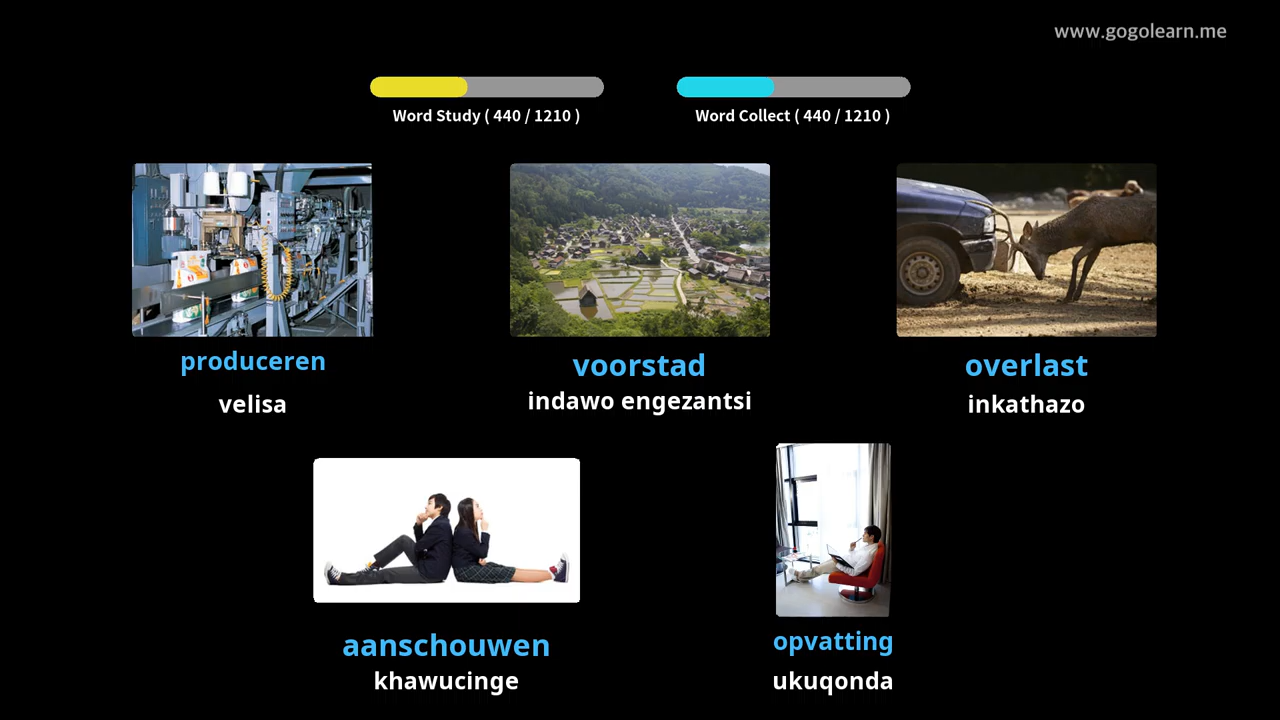 www.gogolearn.me
Word Study ( 440 / 1210 )
Word Collect ( 440 / 1210 )
produceren
voorstad
overlast
velisa
indawo engezantsi
inkathazo
aanschouwen
opvatting
khawucinge
ukuqonda